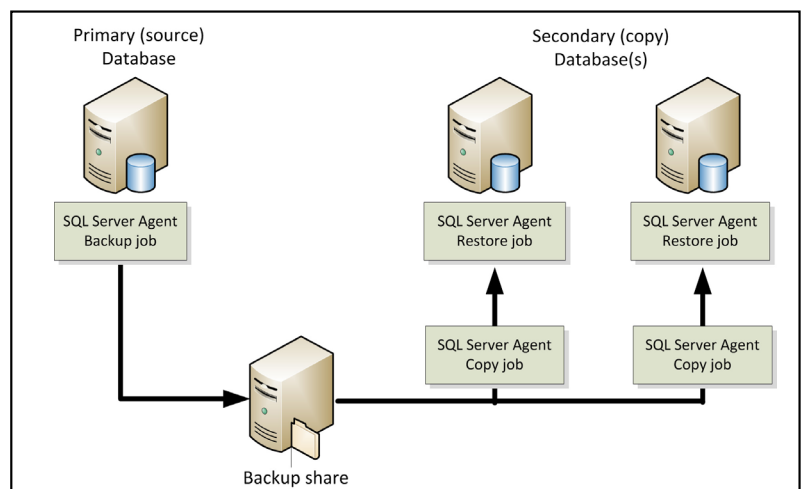 Primary (source)
Database
Secondary (copy)
Database(s)
SQL Server Agent
Backup job
SQL Server Agent
Restore job
SQL Server Agent
Restore job
SQL Server Agent
Copy job
SQL Server Agent
Copy job
Backup share